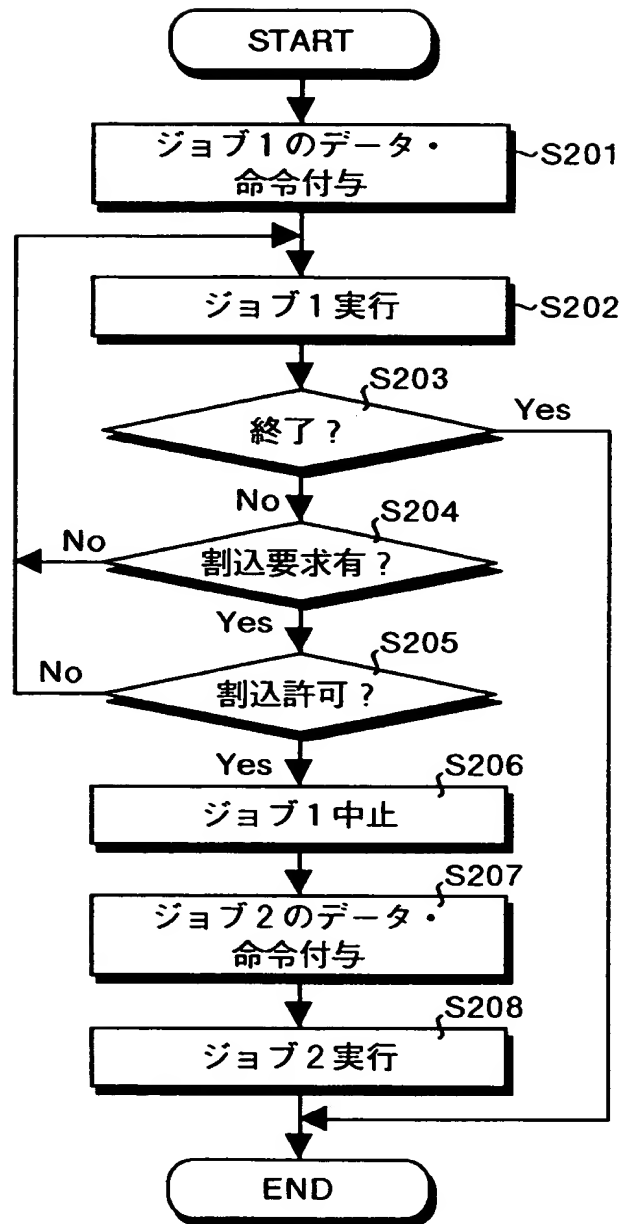 START
ジョブ1のデータ・
命令付与
S201
ジョブ1実行
S202
S203
終了?
Yes
No
S204
No
割込要求有?
Yes
S205
No
割込許可?
Yes
S206
ジョブ1中止
S207
ジョブ2のデータ・
命令付与
S208
ジョブ2実行
END